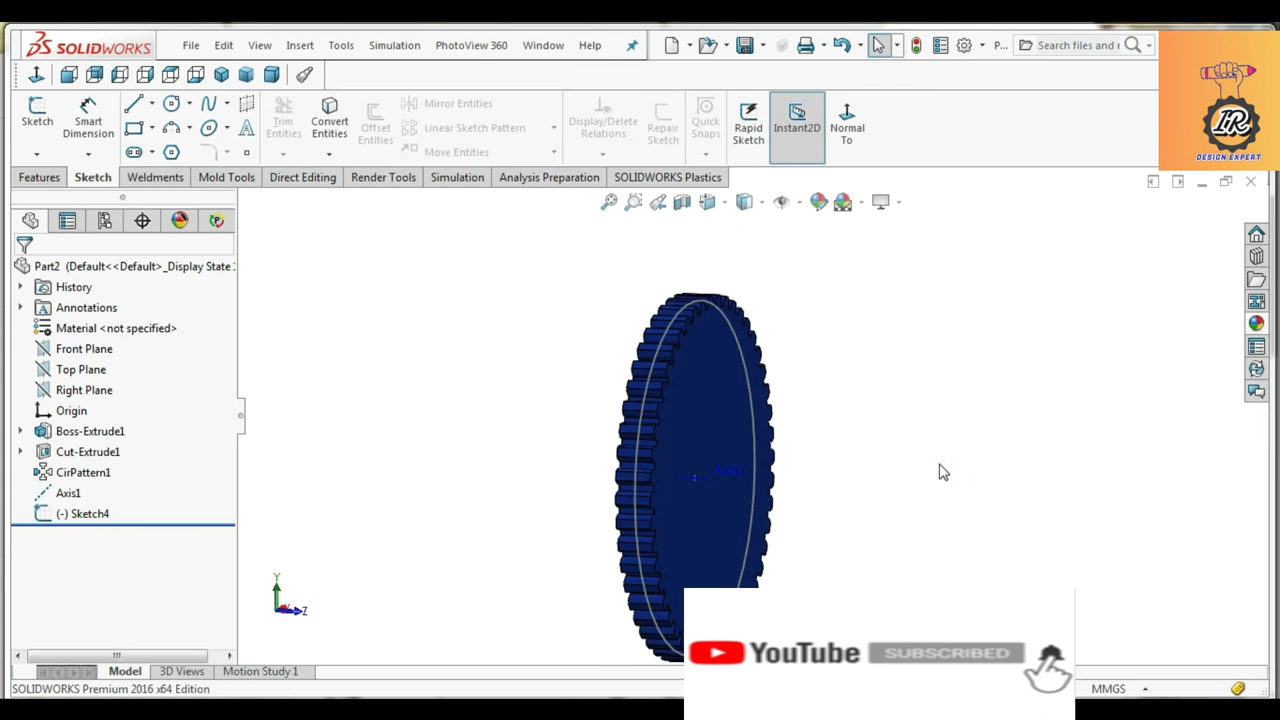 SOLIDWORKS File Edit View Insert Tools Simulation PhotoView 360 Window Help P... Search files and r
Sketch Smart Dimension Trim Entities Convert Entities Offset Entities Mirror Entities Linear Sketch Pattern Move Entities Display/Delete Relations Repair Sketch Quick Snaps Rapid Sketch Instant2D Normal To
IR
DESIGN EXPERT
Features Sketch Weldments Mold Tools Direct Editing Render Tools Simulation Analysis Preparation SOLIDWORKS Plastics
Part2 (Default<<Default>_Display State
History
Annotations
Material <not specified>
Front Plane
Top Plane
Right Plane
Origin
Boss-Extrude1
Cut-Extrude1
CirPattern1
Axis1
(-) Sketch4
Axis1
Y
Z
YouTube SUBSCRIBED
Model 3D Views Motion Study 1
SOLIDWORKS Premium 2016 x64 Edition MMGS